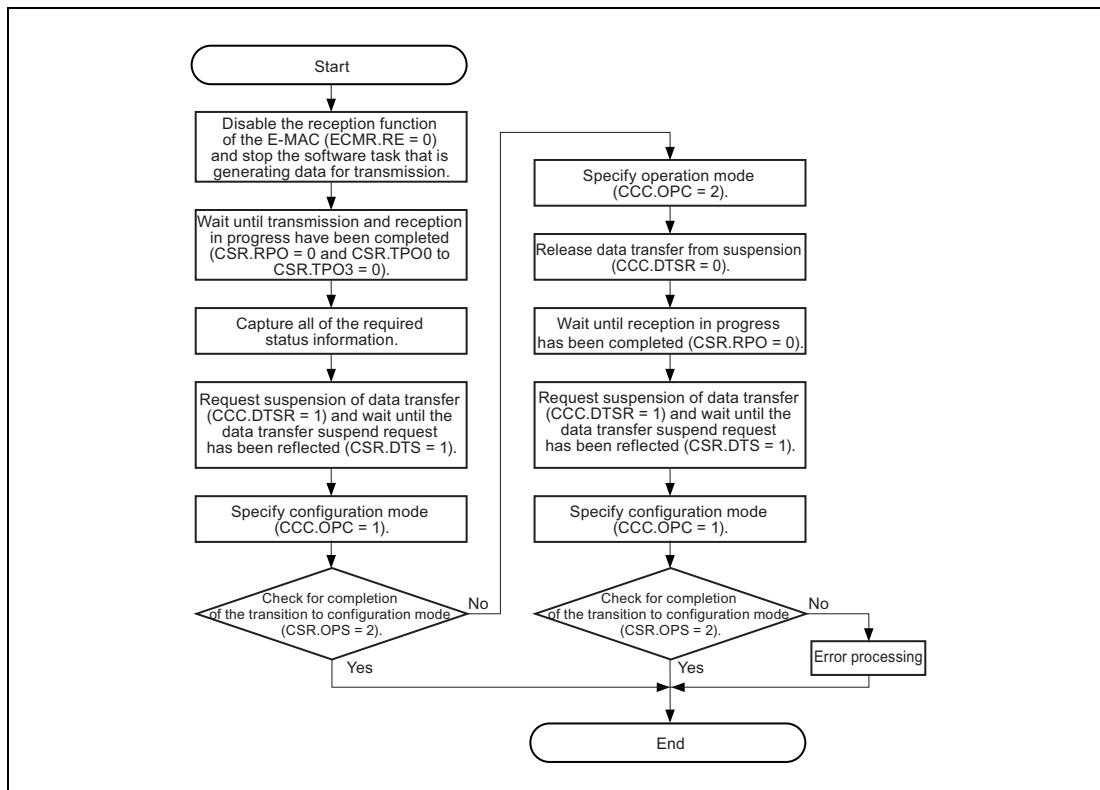 Start
Disable the reception function
of the E-MAC (ECMR.RE = 0)
and stop the software task that is
generating data for transmission.
Wait until transmission and reception
in progress have been completed
(CSR.RPO = 0 and CSR.TPO0 to
CSR.TPO3 = 0).
Capture all of the required
status information.
Request suspension of data transfer
(CCC.DTSR = 1) and wait until the
data transfer suspend request
has been reflected (CSR.DTS = 1).
Specify configuration mode
(CCC.OPC = 1).
Check for completion
of the transition to configuration mode
(CSR.OPS = 2).
No
Yes
Specify operation mode
(CCC.OPC = 2).
Release data transfer from suspension
(CCC.DTSR = 0).
Wait until reception in progress
has been completed (CSR.RPO = 0).
Request suspension of data transfer
(CCC.DTSR = 1) and wait until the
data transfer suspend request
has been reflected (CSR.DTS = 1).
Specify configuration mode
(CCC.OPC = 1).
Check for completion
of the transition to configuration mode
(CSR.OPS = 2).
No
Error processing
Yes
End